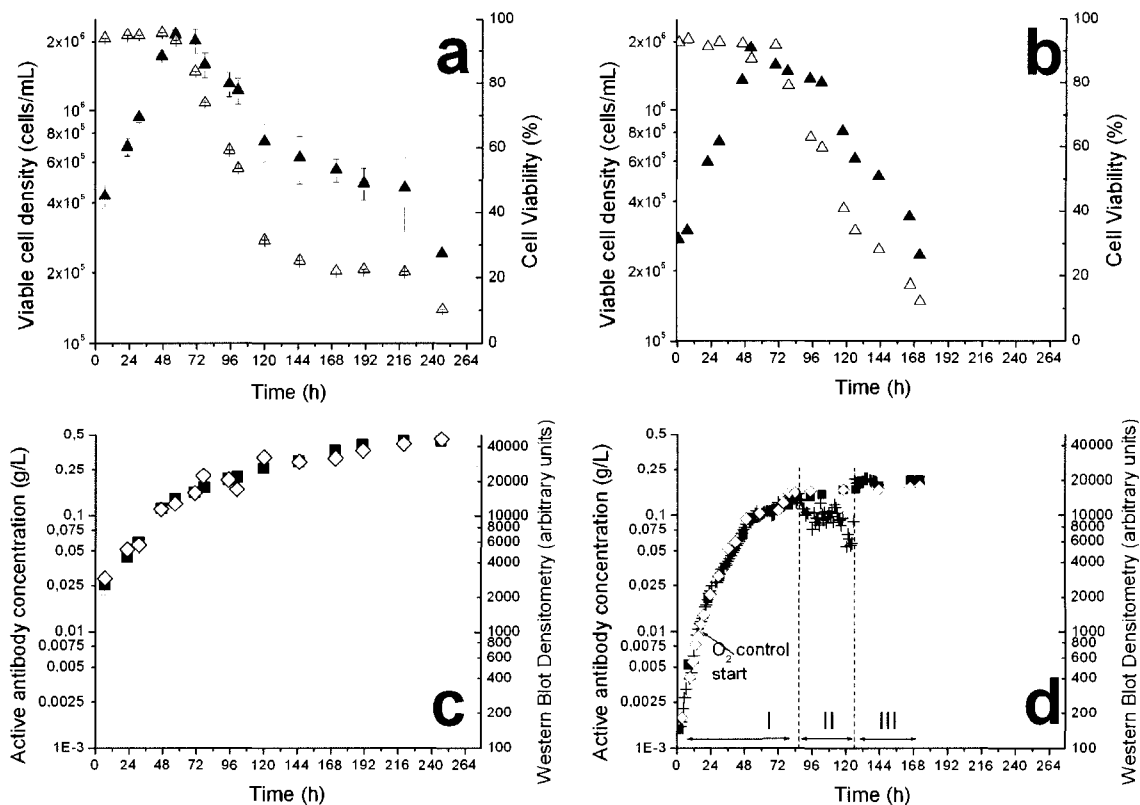 a
Viable cell density (cells/mL)
2x10⁶
10⁶
8x10⁵
6x10⁵
4x10⁵
2x10⁵
10⁵
0 24 48 72 96 120 144 168 192 216 240 264
Time (h)
100
80
60
40
20
0
Cell Viability (%)
b
Viable cell density (cells/mL)
2x10⁶
10⁶
8x10⁵
6x10⁵
4x10⁵
2x10⁵
10⁵
0 24 48 72 96 120 144 168 192 216 240 264
Time (h)
100
80
60
40
20
0
Cell Viability (%)
c
Active antibody concentration (g/L)
0.5
0.25
0.1
0.075
0.05
0.025
0.01
0.0075
0.005
0.0025
1E-3
0 24 48 72 96 120 144 168 192 216 240 264
Time (h)
40000
20000
10000
8000
6000
4000
2000
1000
800
600
400
200
100
Western Blot Densitometry (arbitrary units)
d
Active antibody concentration (g/L)
0.5
0.25
0.1
0.075
0.05
0.025
0.01
0.0075
0.005
0.0025
1E-3
O₂ control
start
I II III
0 24 48 72 96 120 144 168 192 216 240 264
Time (h)
40000
20000
10000
8000
6000
4000
2000
1000
800
600
400
200
100
Western Blot Densitometry (arbitrary units)